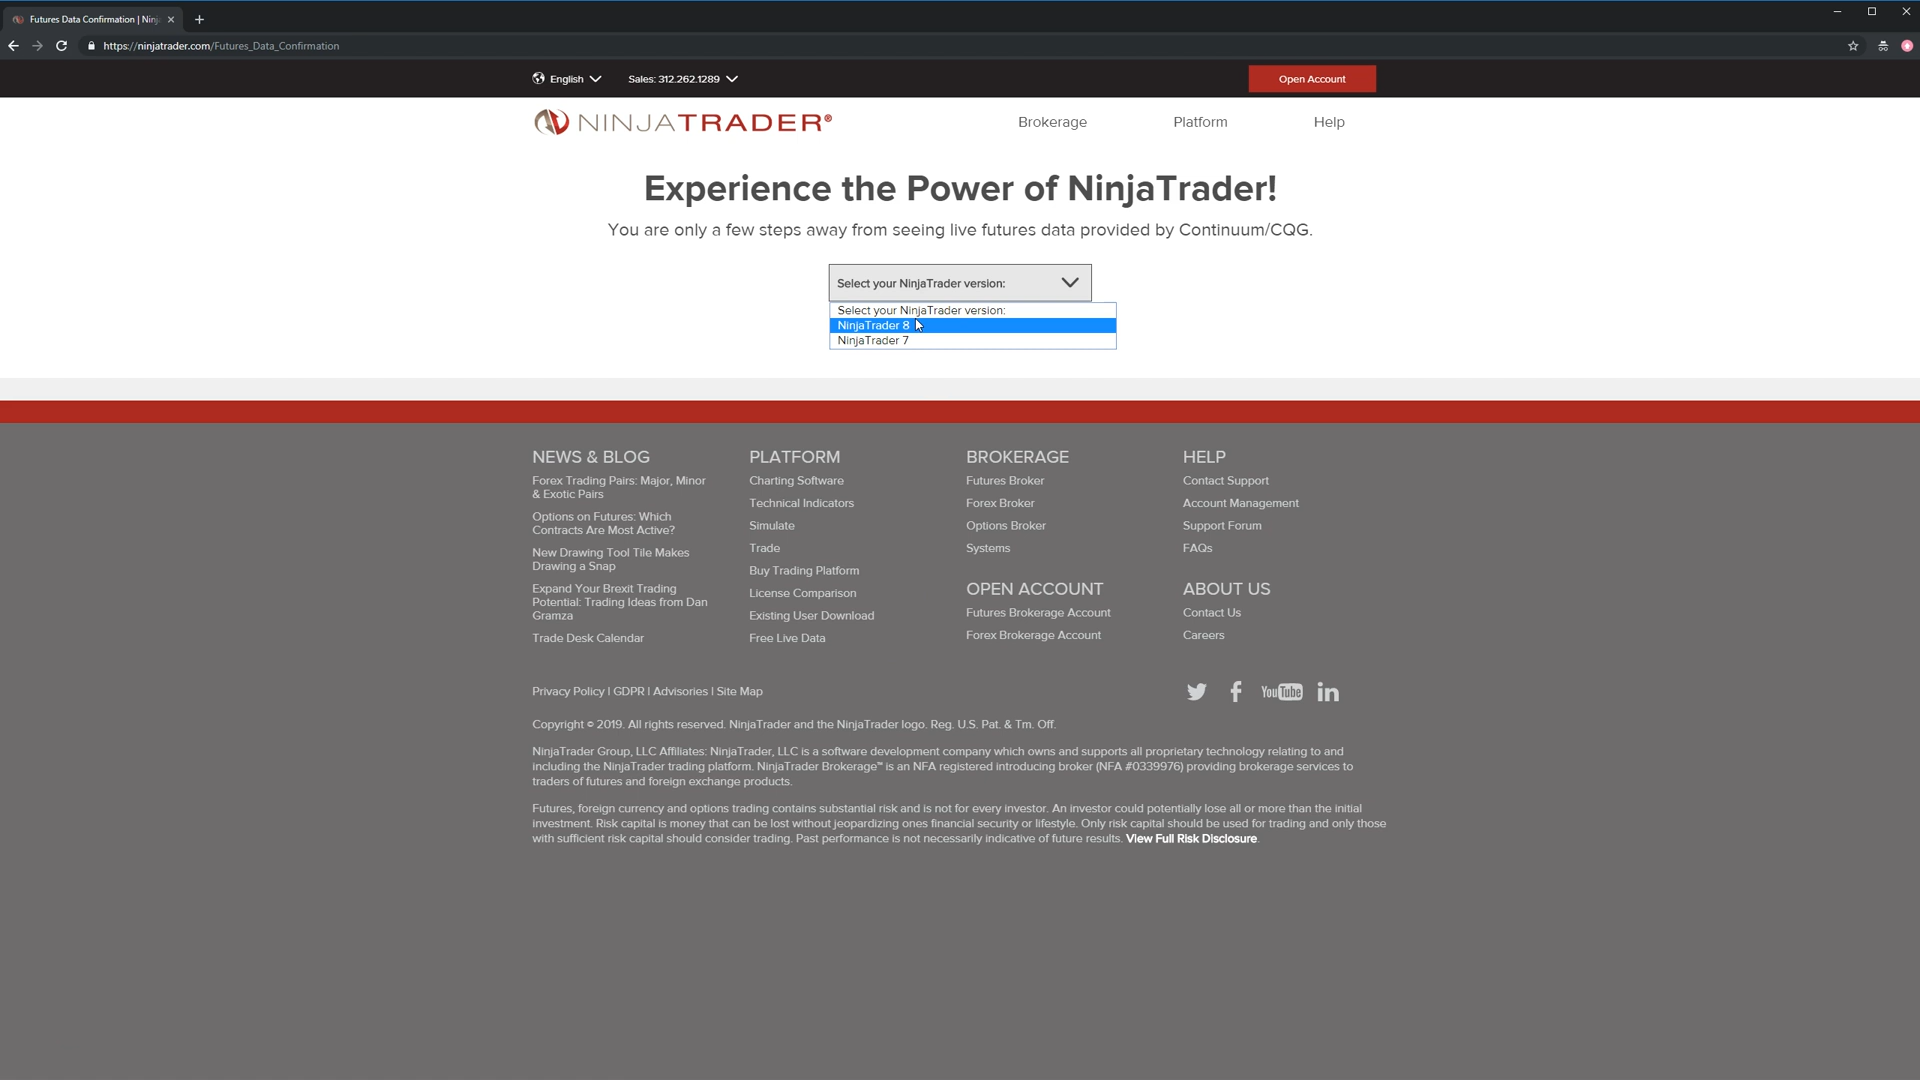 Futures Data Confirmation | Ninj
https://ninjatrader.com/Futures_Data_Confirmation
English
Sales: 312.262.1289
Open Account
NINJATRADER®
Brokerage
Platform
Help
Experience the Power of NinjaTrader!
You are only a few steps away from seeing live futures data provided by Continuum/CQG.
Select your NinjaTrader version:
Select your NinjaTrader version:
NinjaTrader 8
NinjaTrader 7
NEWS & BLOG
Forex Trading Pairs: Major, Minor
& Exotic Pairs
Options on Futures: Which
Contracts Are Most Active?
New Drawing Tool Tile Makes
Drawing a Snap
Expand Your Brexit Trading
Potential: Trading Ideas from Dan
Gramza
Trade Desk Calendar
PLATFORM
Charting Software
Technical Indicators
Simulate
Trade
Buy Trading Platform
License Comparison
Existing User Download
Free Live Data
BROKERAGE
Futures Broker
Forex Broker
Options Broker
Systems
OPEN ACCOUNT
Futures Brokerage Account
Forex Brokerage Account
HELP
Contact Support
Account Management
Support Forum
FAQs
ABOUT US
Contact Us
Careers
Privacy Policy | GDPR | Advisories | Site Map
YouTube
Copyright © 2019. All rights reserved. NinjaTrader and the NinjaTrader logo. Reg. U.S. Pat. & Tm. Off.
NinjaTrader Group, LLC Affiliates: NinjaTrader, LLC is a software development company which owns and supports all proprietary technology relating to and
including the NinjaTrader trading platform. NinjaTrader Brokerage™ is an NFA registered introducing broker (NFA #0339976) providing brokerage services to
traders of futures and foreign exchange products.
Futures, foreign currency and options trading contains substantial risk and is not for every investor. An investor could potentially lose all or more than the initial
investment. Risk capital is money that can be lost without jeopardizing ones financial security or lifestyle. Only risk capital should be used for trading and only those
with sufficient risk capital should consider trading. Past performance is not necessarily indicative of future results. View Full Risk Disclosure.